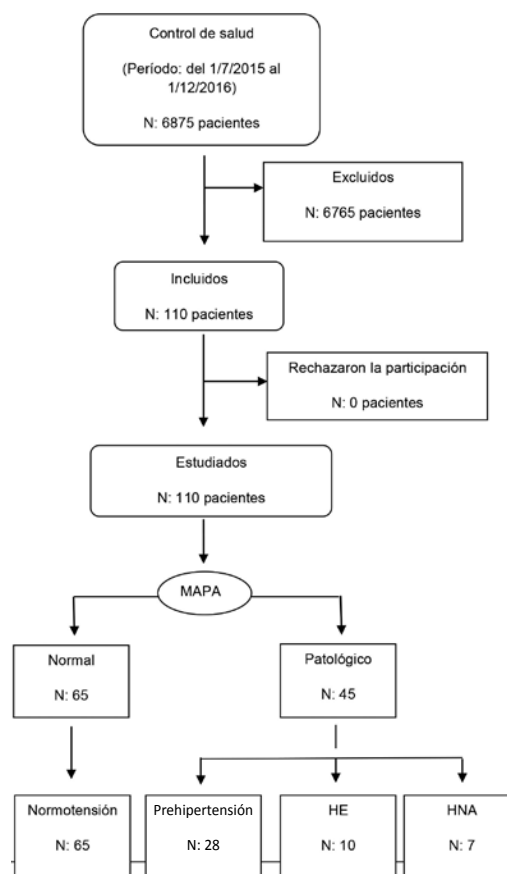 Control de salud
(Período: del 1/7/2015 al
1/12/2016)
N: 6875 pacientes
Excluidos
N: 6765 pacientes
Incluidos
N: 110 pacientes
Rechazaron la participación
N: 0 pacientes
Estudiados
N: 110 pacientes
MAPA
Normal
N: 65
Patológico
N: 45
Normotensión
N: 65
Prehipertensión
N: 28
HE
N: 10
HNA
N: 7